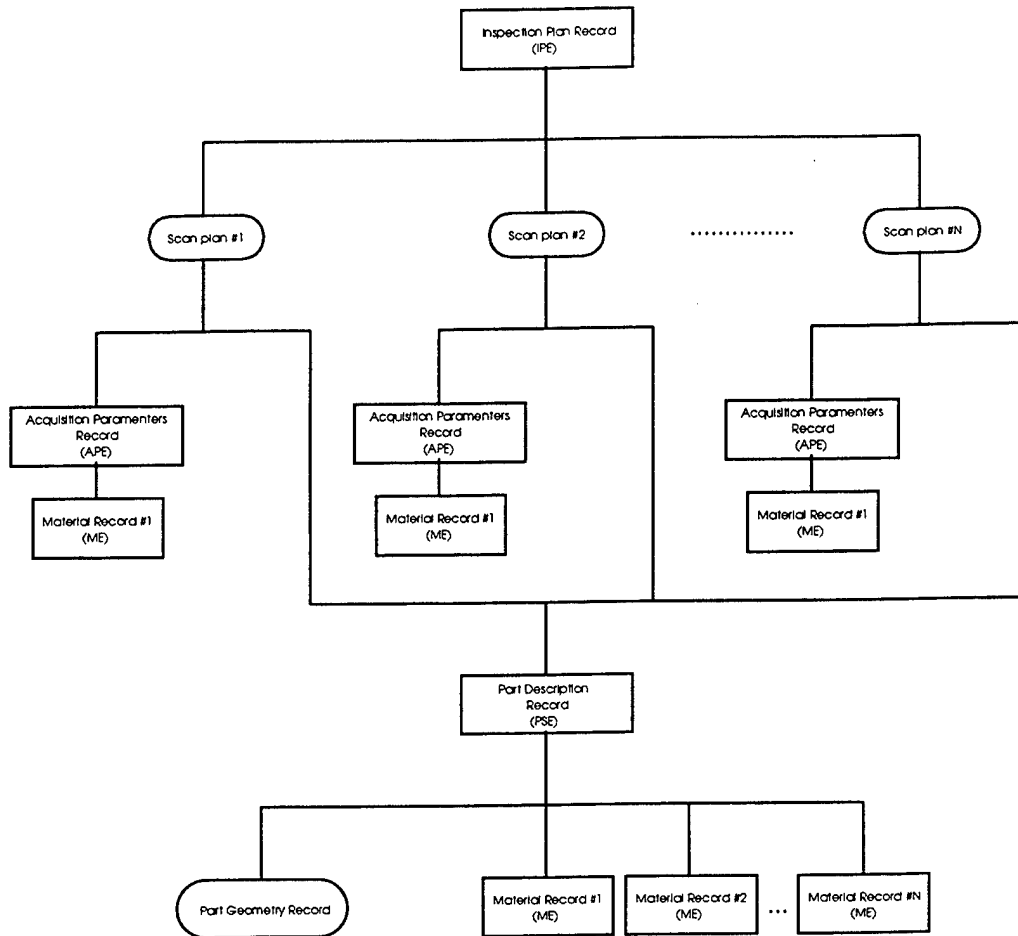 Inspection Plan Record
(IPE)
Scan plan #1
Scan plan #2
..............
Scan plan #N
Acquisition Paramenters
Record
(APE)
Acquisition Paramenters
Record
(APE)
Acquisition Paramenters
Record
(APE)
Material Record #1
(ME)
Material Record #1
(ME)
Material Record #1
(ME)
Part Description
Record
(PSE)
Part Geometry Record
Material Record #1
(ME)
Material Record #2
(ME)
...
Material Record #N
(ME)